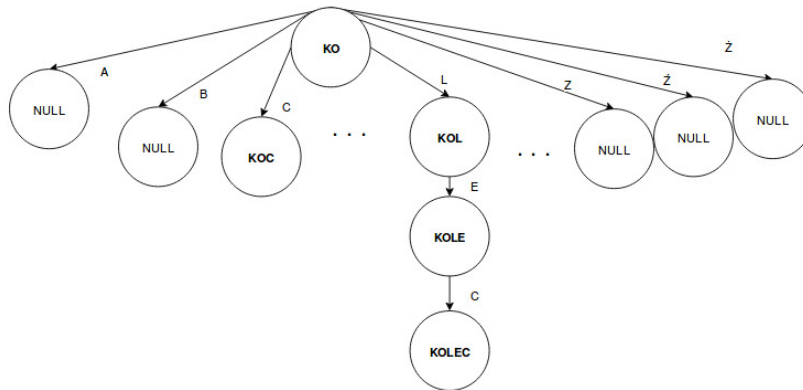 KO
A
B
C
L
Z
Ź
Ż
NULL
NULL
KOC
. . .
KOL
. . .
NULL
NULL
NULL
E
KOLE
C
KOLEC